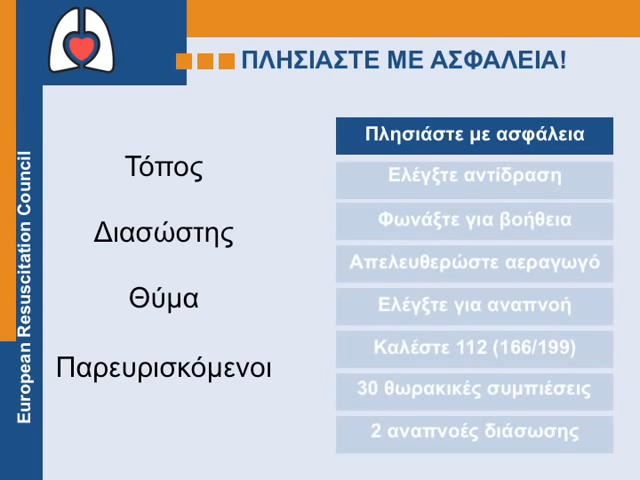 ΠΛΗΣΙΑΣΤΕ ΜΕ ΑΣΦΑΛΕΙΑ!
European Resuscitation Council
Τόπος
Διασώστης
Θύμα
Παρευρισκόμενοι
Πλησιάστε με ασφάλεια
Ελέγξτε αντίδραση
Φωνάξτε για βοήθεια
Απελευθερώστε αεραγωγό
Ελέγξτε για αναπνοή
Καλέστε 112 (166/199)
30 θωρακικές συμπιέσεις
2 αναπνοές διάσωσης